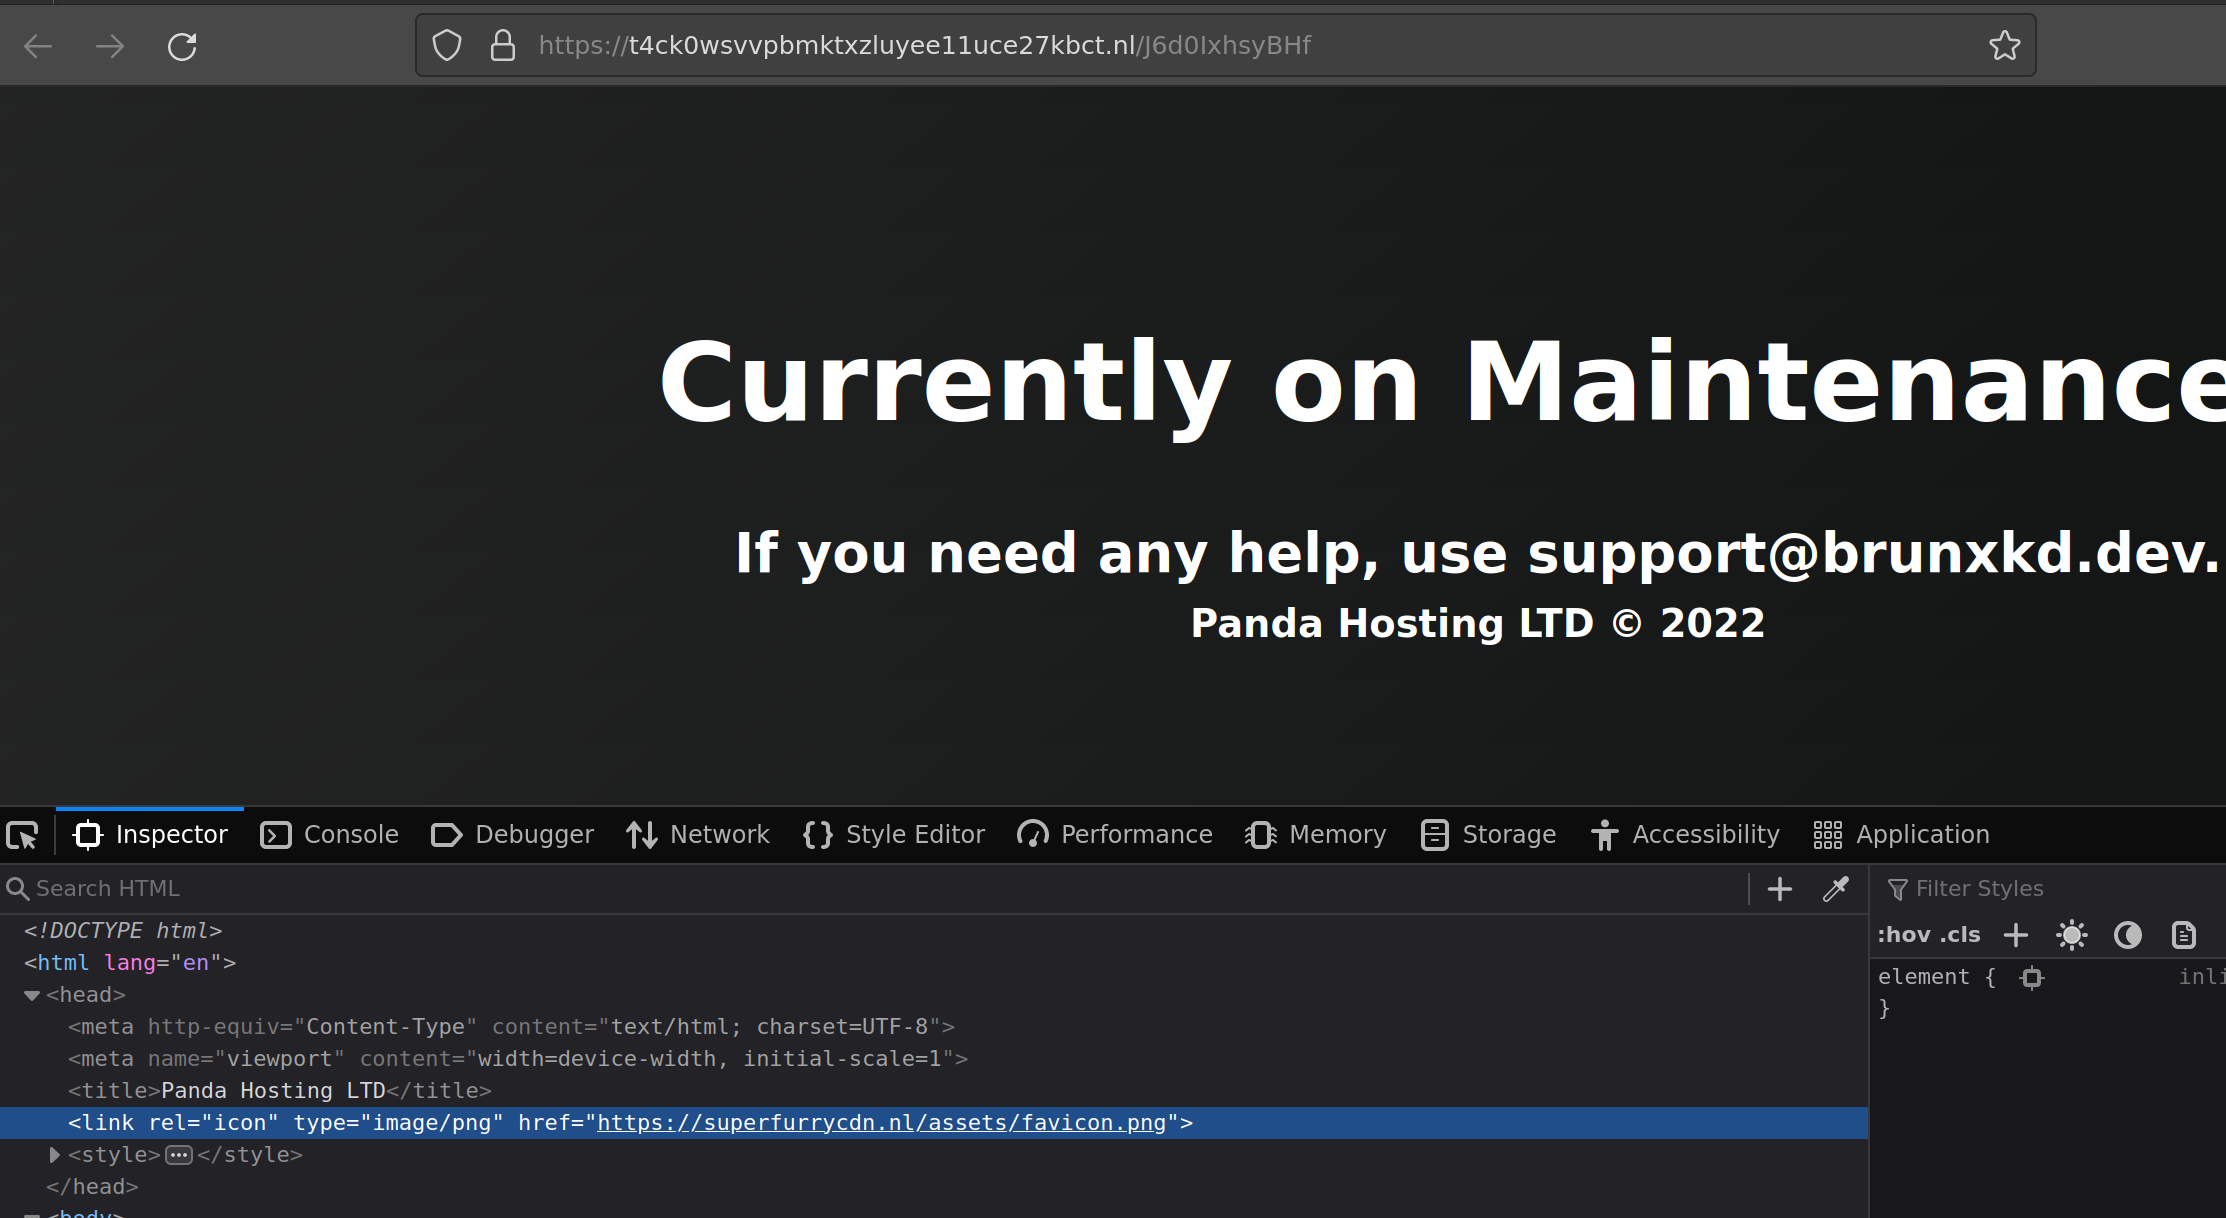 https://t4ck0wsvvpbmktxzluyee11uce27kbct.nl/J6d0IxhsyBHf
Currently on Maintenance
If you need any help, use support@brunxkd.dev.
Panda Hosting LTD © 2022
Inspector Console Debugger Network Style Editor Performance Memory Storage Accessibility Application
Search HTML
Filter Styles
:hov .cls
<!DOCTYPE html>
<html lang="en">
<head>
<meta http-equiv="Content-Type" content="text/html; charset=UTF-8">
<meta name="viewport" content="width=device-width, initial-scale=1">
<title>Panda Hosting LTD</title>
<link rel="icon" type="image/png" href="https://superfurrycdn.nl/assets/favicon.png">
<style>...</style>
</head>
<body>
element {
inli
}